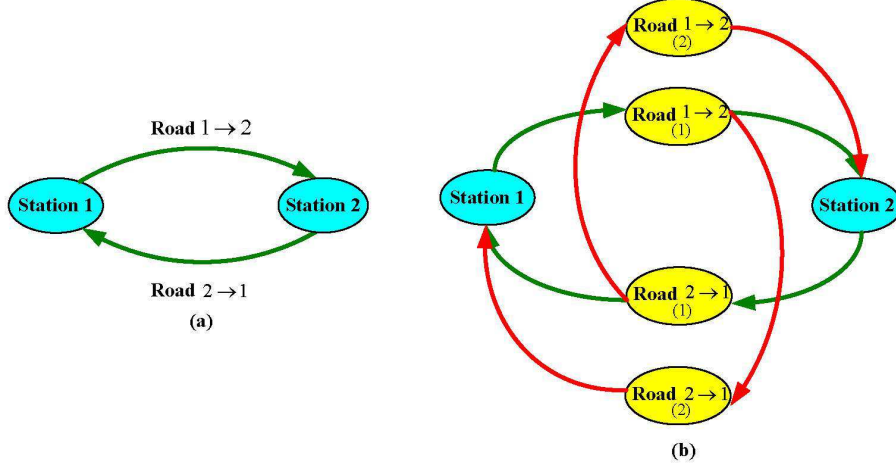 Road 1 → 2
Station 1
Station 2
Road 2 → 1
(a)
Road 1 → 2
(2)
Road 1 → 2
(1)
Station 1
Station 2
Road 2 → 1
(1)
Road 2 → 1
(2)
(b)